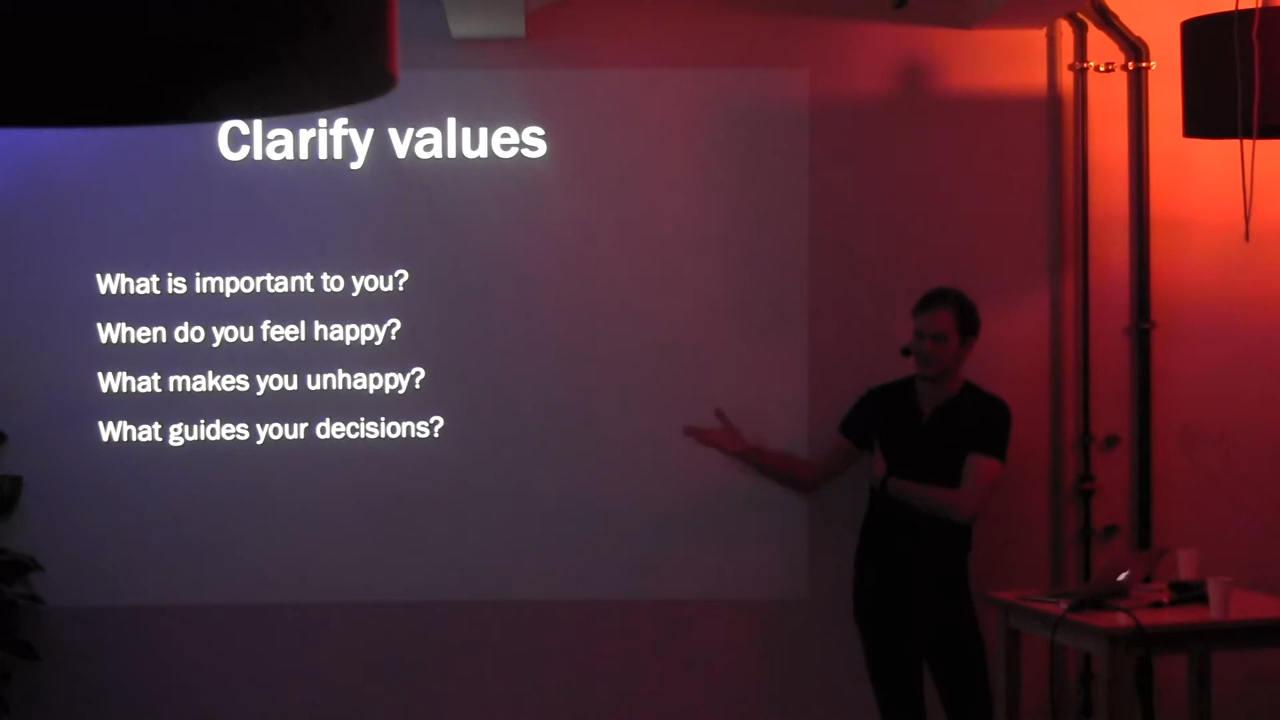 Clarify values
What is important to you?
When do you feel happy?
What makes you unhappy?
What guides your decisions?